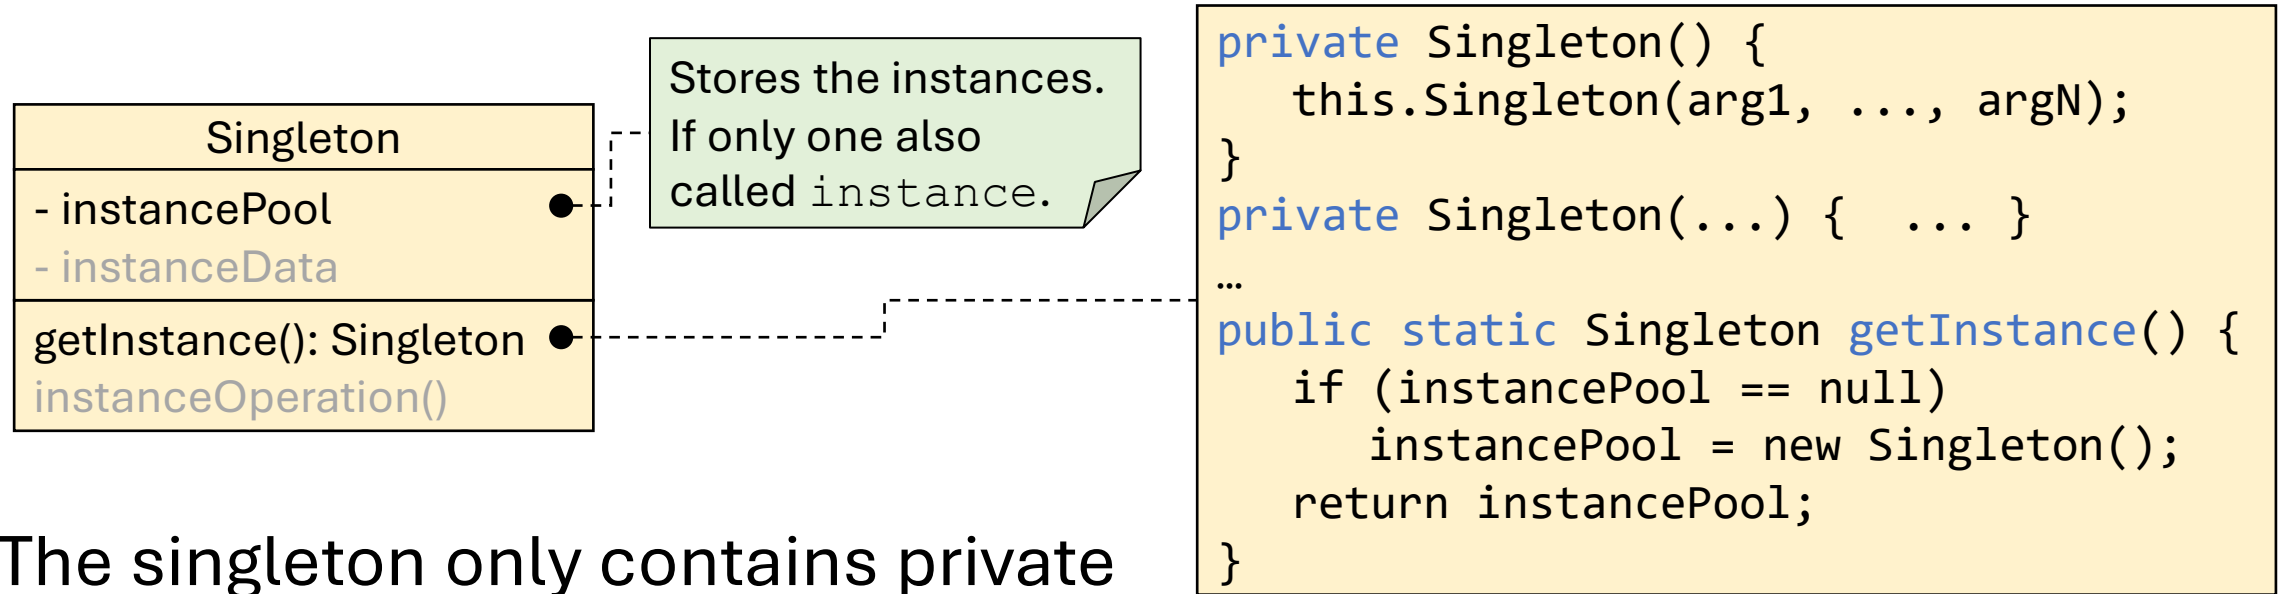 Singleton
- instancePool
- instanceData
getInstance(): Singleton
instanceOperation()
Stores the instances.
If only one also
called instance.
private Singleton() {
this.Singleton(arg1, ..., argN);
}
private Singleton(...) { ... }
…
public static Singleton getInstance() {
if (instancePool == null)
instancePool = new Singleton();
return instancePool;
}
The singleton only contains private